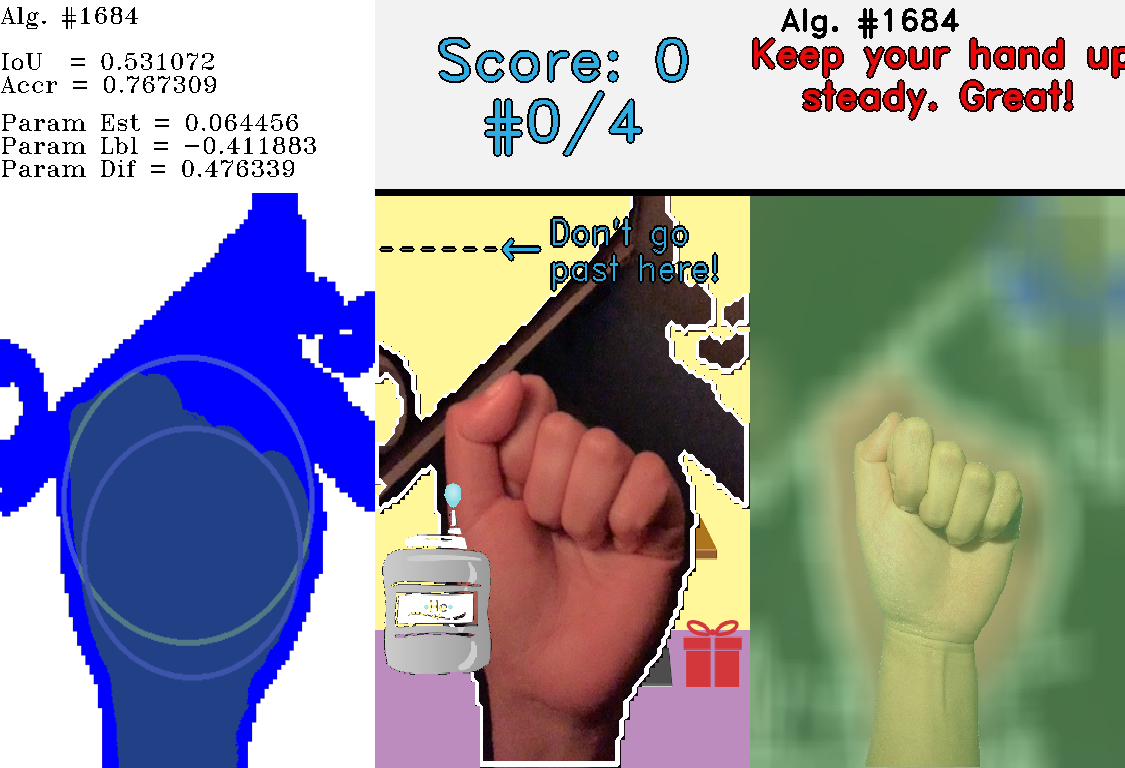 Alg. #1684
IoU = 0.531072
Accr = 0.767309
Param Est = 0.064456
Param Lbl = −0.411883
Param Dif = 0.476339
Score: 0
#0/4
Don't go
past here!
Alg. #1684
Keep your hand up
steady. Great!